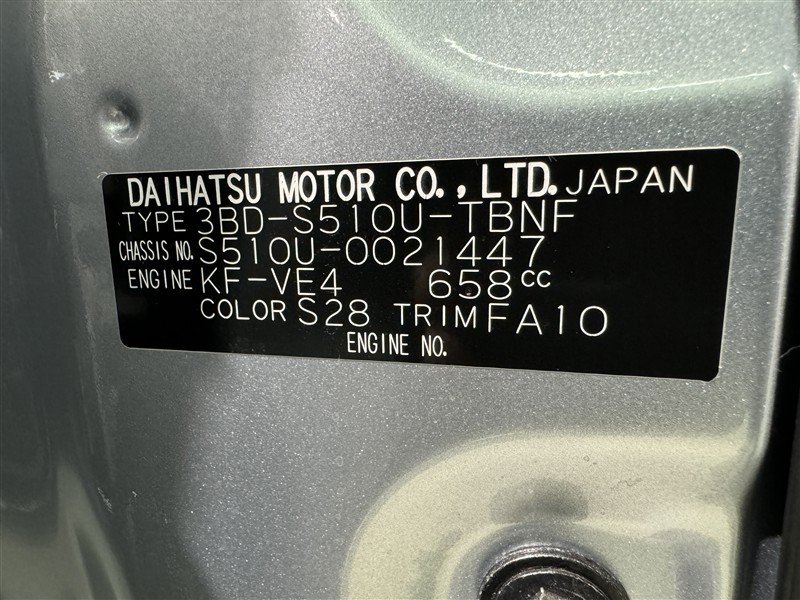 DAIHATSU MOTOR CO., LTD. JAPAN
TYPE 3BD-S510U-TBNF
CHASSIS NO. S510U-0021447
ENGINE KF-VE4 658cc
COLOR S28 TRIM FA10
ENGINE NO.